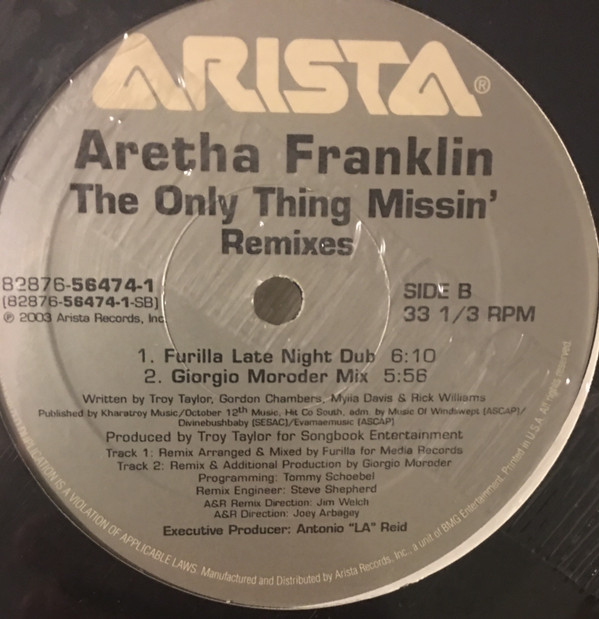 ARISTA®
Aretha Franklin
The Only Thing Missin'
Remixes
82876-56474-1
(82876-56474-1-SB)
℗ 2003 Arista Records, Inc.
SIDE B
33 1/3 RPM
1. Furilla Late Night Dub 6:10
2. Giorgio Moroder Mix 5:56
Written by Troy Taylor, Gordon Chambers, Myila Davis & Rick Williams
Published by Kharatroy Music/October 12th Music, Hit Co South, adm. by Music Of Windswept (ASCAP)/
Divinebushbaby (SESAC)/Evamaemusic (ASCAP)
Produced by Troy Taylor for Songbook Entertainment
Track 1: Remix Arranged & Mixed by Furilla for Media Records
Track 2: Remix & Additional Production by Giorgio Moroder
Programming: Tommy Schoebel
Remix Engineer: Steve Shepherd
A&R Remix Direction: Jim Welch
A&R Direction: Joey Arbagey
Executive Producer: Antonio "LA" Reid
IS A VIOLATION OF APPLICABLE LAWS. Manufactured and Distributed by Arista Records, Inc., a unit of BMG Entertainment. Printed in U.S.A. All rights reserved.